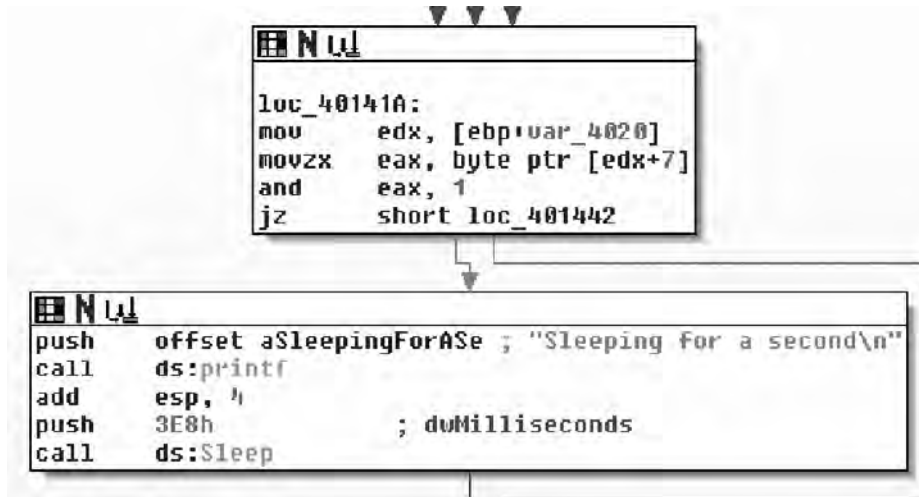 loc_40141A:
mov edx, [ebp+var_4020]
movzx eax, byte ptr [edx+7]
and eax, 1
jz short loc_401442
push offset aSleepingForASe ; "Sleeping for a second\n"
call ds:printf
add esp, 4
push 3E8h ; dwMilliseconds
call ds:Sleep